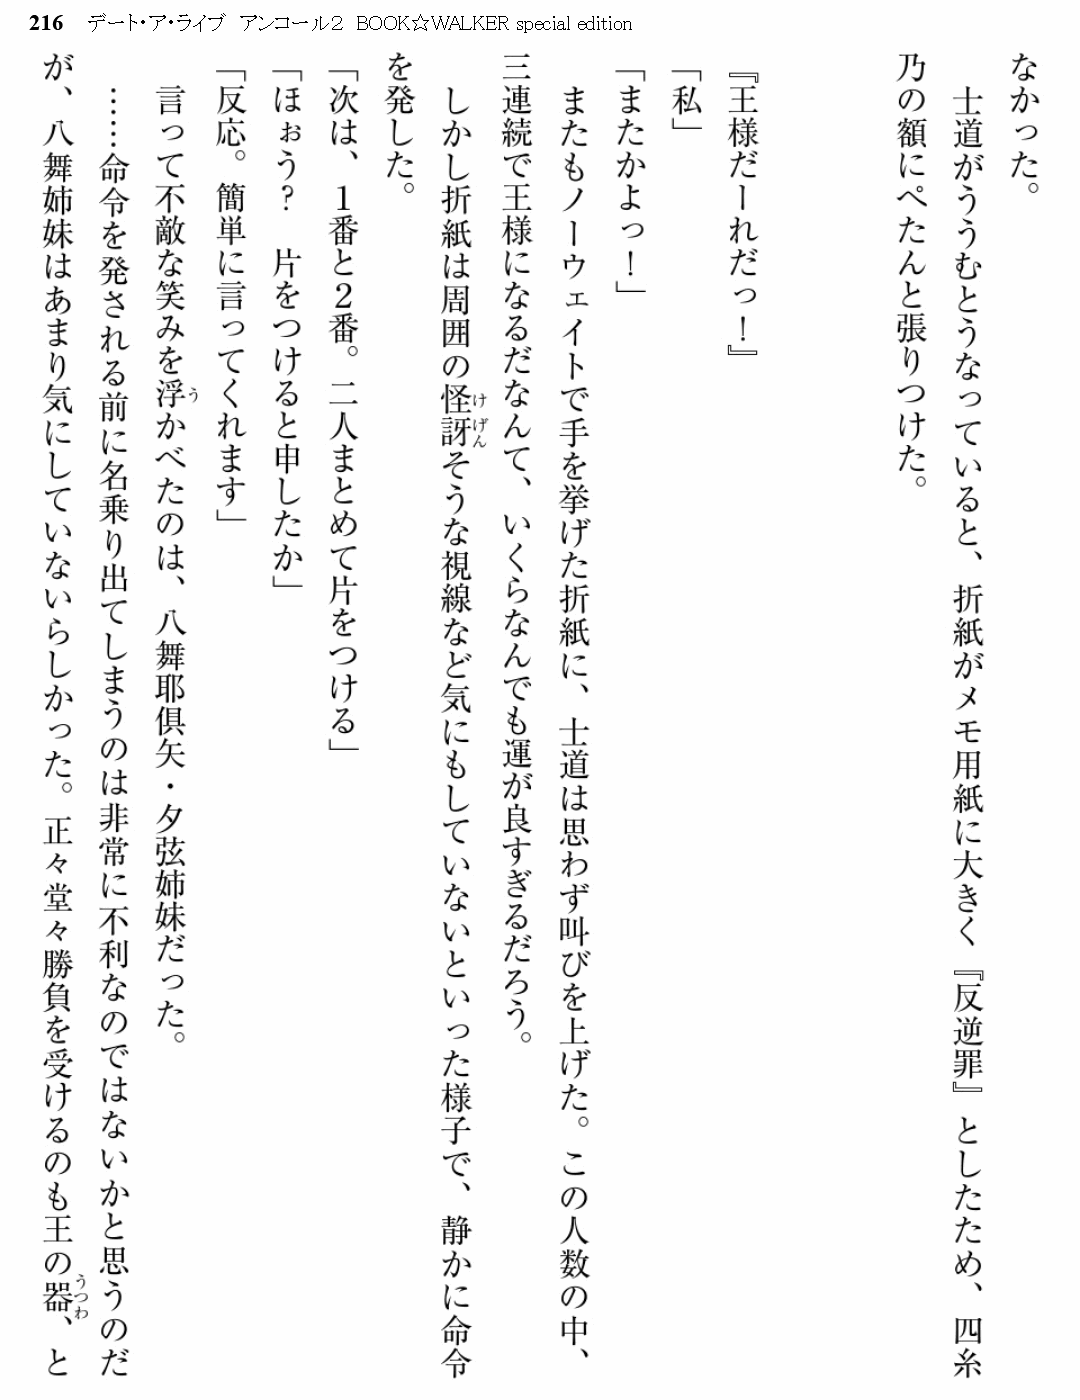 216 デート・ア・ライブ アンコール2 BOOK☆WALKER special edition
なかった。
　士道がううむとうなっていると、折紙がメモ用紙に大きく『反逆罪』としたため、四糸
乃の額にぺたんと張りつけた。
『王様だーれだっ！』
「私」
「またかよっ！」
　またもノーウェイトで手を挙げた折紙に、士道は思わず叫びを上げた。この人数の中、
三連続で王様になるだなんて、いくらなんでも運が良すぎるだろう。
　しかし折紙は周囲の怪訝そうな視線など気にもしていないといった様子で、静かに命令
を発した。
「次は、1番と2番。二人まとめて片をつける」
「ほぉう？　片をつけると申したか」
「反応。簡単に言ってくれます」
　言って不敵な笑みを浮かべたのは、八舞耶倶矢・夕弦姉妹だった。
　……命令を発される前に名乗り出てしまうのは非常に不利なのではないかと思うのだ
が、八舞姉妹はあまり気にしていないらしかった。正々堂々勝負を受けるのも王の器、と
けげん
う
うつわ